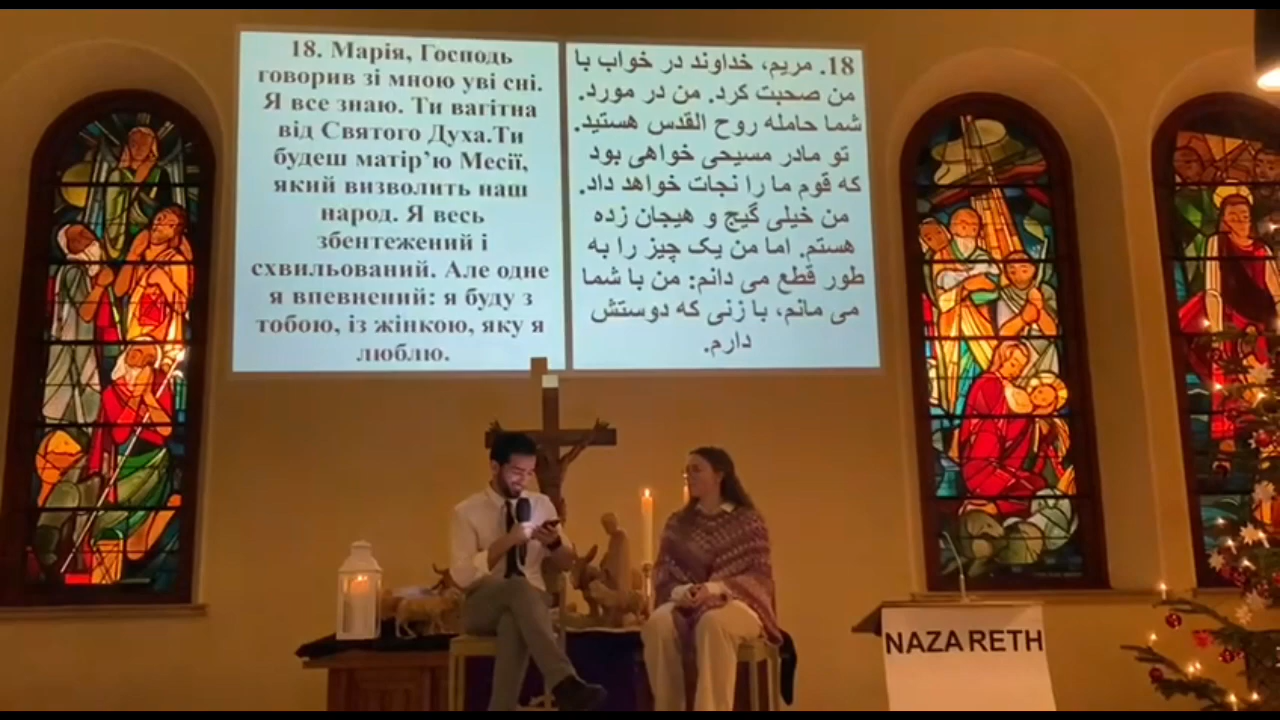 18. Марія, Господь
говорив зі мною уві сні.
Я все знаю. Ти вагітна
від Святого Духа.Ти
будеш матір’ю Месії,
який визволить наш
народ. Я весь
збентежений і
схвильований. Але одне
я впевнений: я буду з
тобою, із жінкою, яку я
люблю.
18. مریم، خداوند در خواب با
من صحبت کرد. من در مورد.
شما حامله روح القدس هستید.
تو مادر مسیحی خواهی بود
که قوم ما را نجات خواهد داد.
من خیلی گیج و هیجان زده
هستم. اما من یک چیز را به
طور قطع می دانم: من با شما
می مانم، با زنی که دوستش
دارم.
NAZARETH